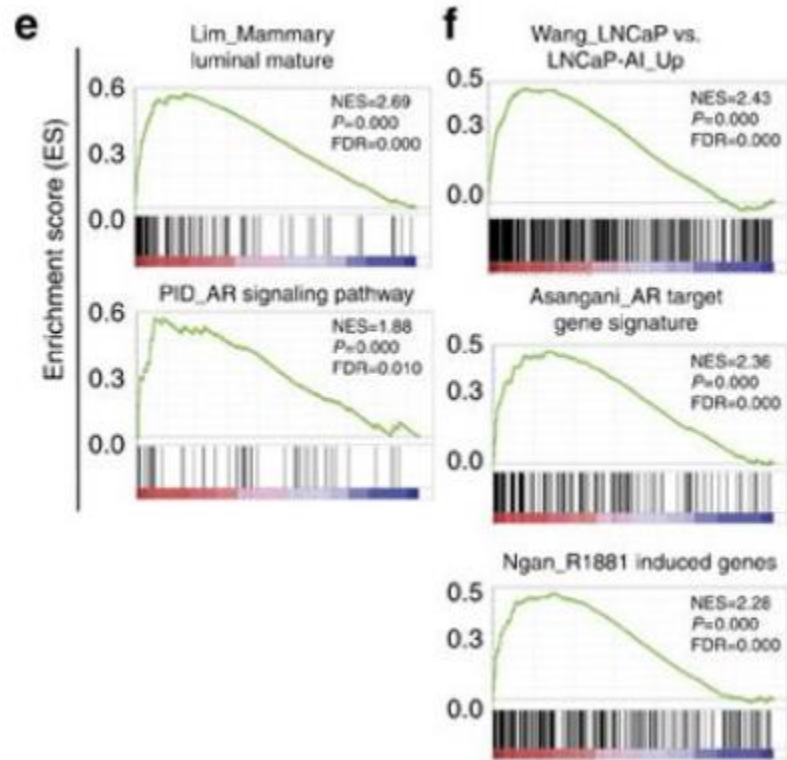 e
Lim_Mammary
luminal mature
Enrichment score (ES)
0.6
0.3
0.0
NES=2.69
P=0.000
FDR=0.000
PID_AR signaling pathway
0.6
0.3
0.0
NES=1.88
P=0.000
FDR=0.010
f
Wang_LNCaP vs.
LNCaP-AI_Up
0.5
0.3
0.0
NES=2.43
P=0.000
FDR=0.000
Asangani_AR target
gene signature
0.5
0.3
0.0
NES=2.36
P=0.000
FDR=0.000
Ngan_R1881 induced genes
0.5
0.3
0.0
NES=2.28
P=0.000
FDR=0.000